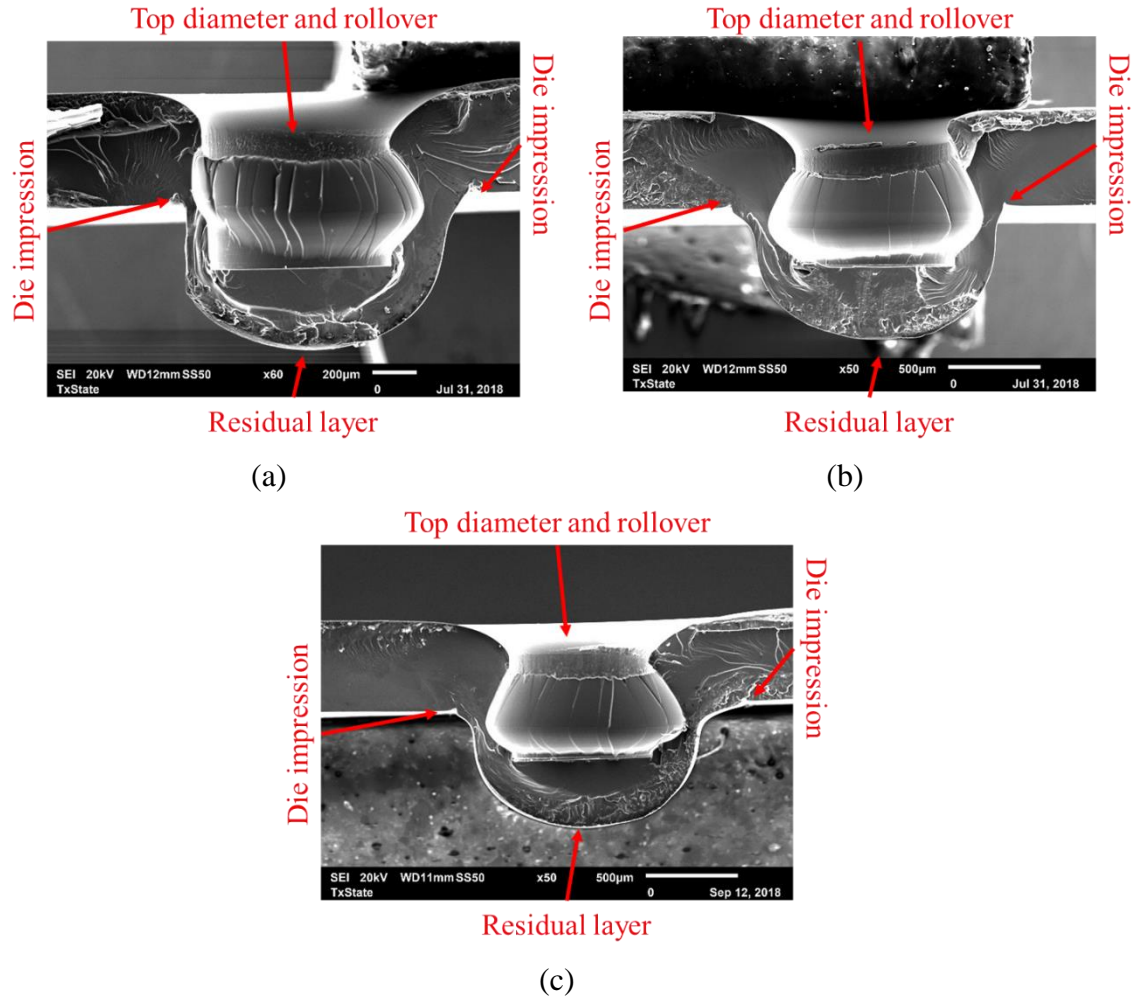 Top diameter and rollover
Top diameter and rollover
Die impression
Die impression
Die impression
Die impression
SEI 20kV WD12mm SS50 x60 200µm
TxState 0 Jul 31, 2018
SEI 20kV WD12mm SS50 x50 500µm
TxState 0 Jul 31, 2018
Residual layer
Residual layer
(a)
(b)
Top diameter and rollover
Die impression
Die impression
SEI 20kV WD11mm SS50 x50 500µm
TxState 0 Sep 12, 2018
Residual layer
(c)